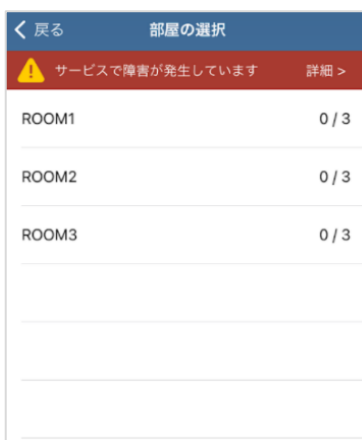 戻る 部屋の選択
サービスで障害が発生しています 詳細 >
ROOM1 0 / 3
ROOM2 0 / 3
ROOM3 0 / 3